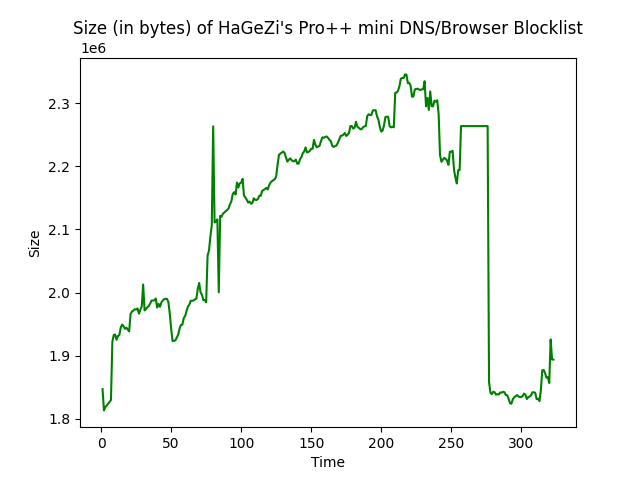 Size (in bytes) of HaGeZi's Pro++ mini DNS/Browser Blocklist
1e6
2.3
2.2
2.1
2.0
1.9
1.8
Size
0 50 100 150 200 250 300
Time